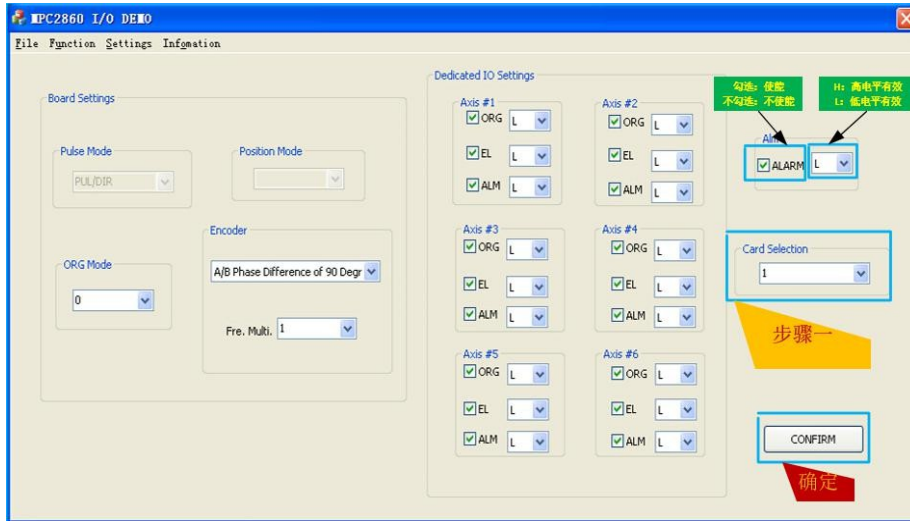 MPC2860 I/O DEMO
File Function Settings Infomation
Board Settings
Pulse Mode
PUL/DIR
Position Mode
ORG Mode
0
Encoder
A/B Phase Difference of 90 Degr
Fre. Multi. 1
Dedicated IO Settings
Axis #1
ORG L
EL L
ALM L
Axis #2
ORG L
EL L
ALM L
Axis #3
ORG L
EL L
ALM L
Axis #4
ORG L
EL L
ALM L
Axis #5
ORG L
EL L
ALM L
Axis #6
ORG L
EL L
ALM L
勾选：使能
不勾选：不使能
H：高电平有效
L：低电平有效
ALARM L
Card Selection
1
步骤一
CONFIRM
确定